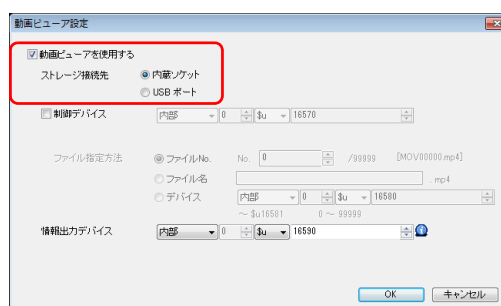 動画ビューア設定
動画ビューアを使用する
ストレージ接続先 内蔵ソケット
USB ポート
制御デバイス 内部 0 $u 16570
ファイル指定方法 ファイルNo. No. 0 /99999 [MOV00000.mp4]
ファイル名 .mp4
デバイス 内部 0 $u 16580
～ $u16581 0 ～ 99999
情報出力デバイス 内部 0 $u 16590
OK キャンセル